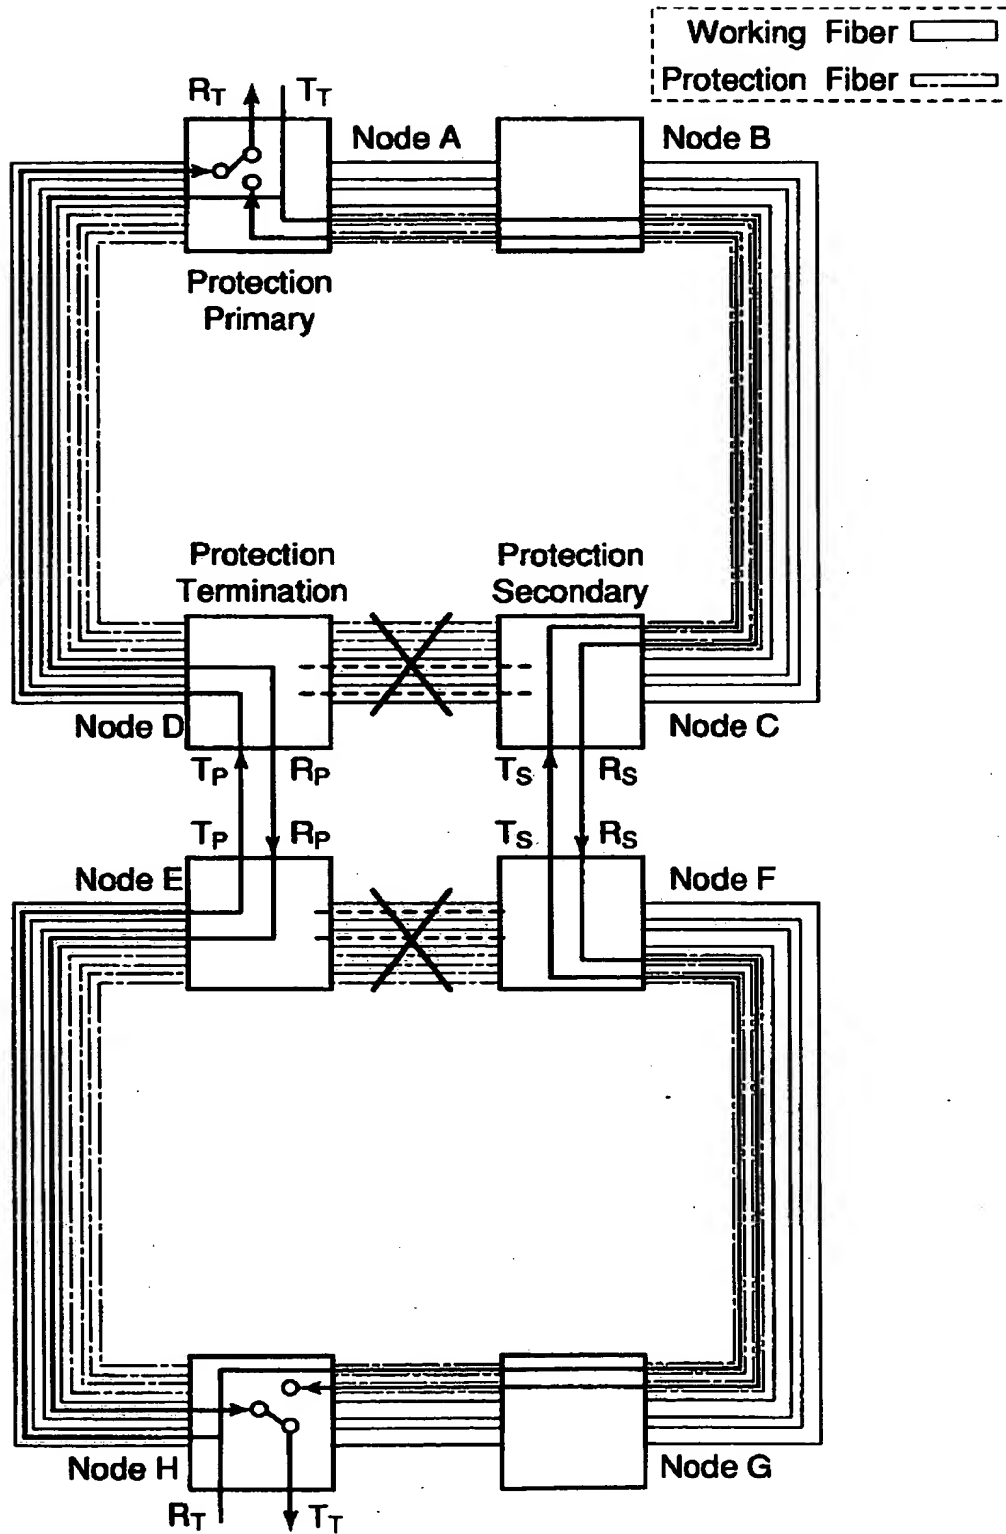 Working Fiber
Protection Fiber
RT TT
Node A
Node B
Protection
Primary
Protection
Termination
Protection
Secondary
Node D
Node C
TP RP
TS RS
TP RP
TS RS
Node E
Node F
Node H
Node G
RT TT